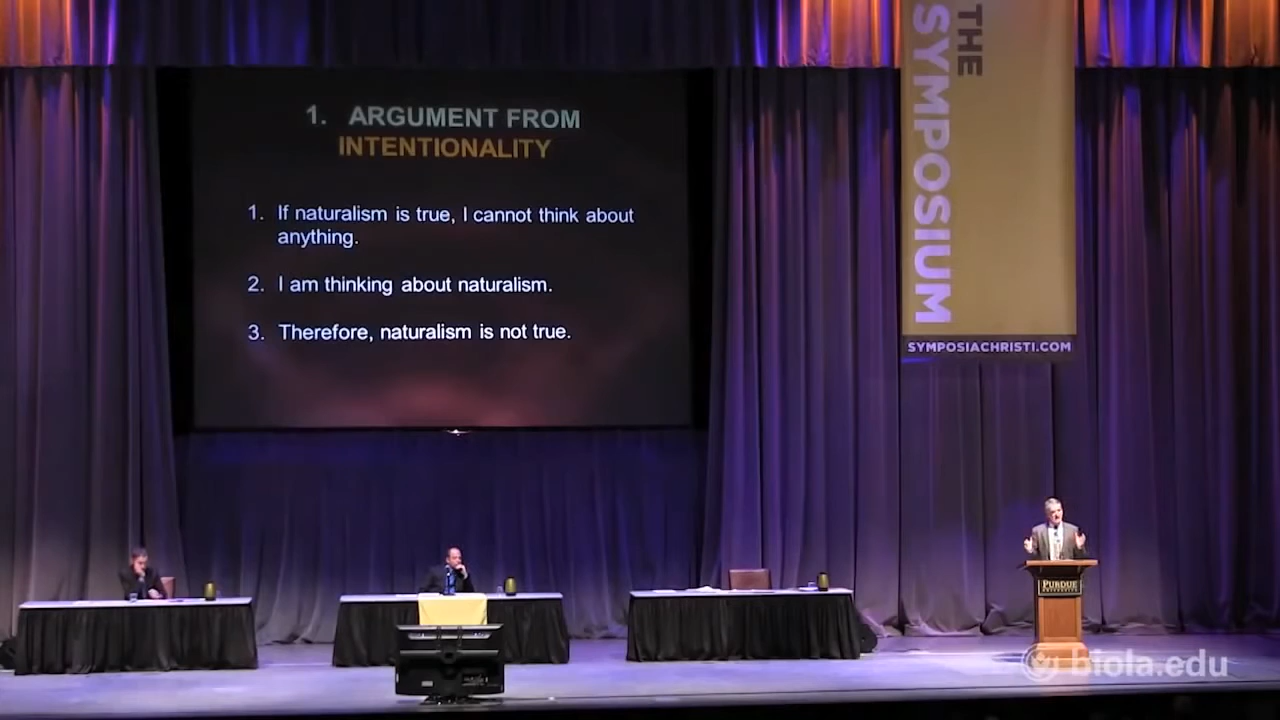 1. ARGUMENT FROM
INTENTIONALITY
1. If naturalism is true, I cannot think about
anything.
2. I am thinking about naturalism.
3. Therefore, naturalism is not true.
THE
SYMPOSIUM
SYMPOSIACHRISTI.COM
PURDUE
UNIVERSITY
biola.edu